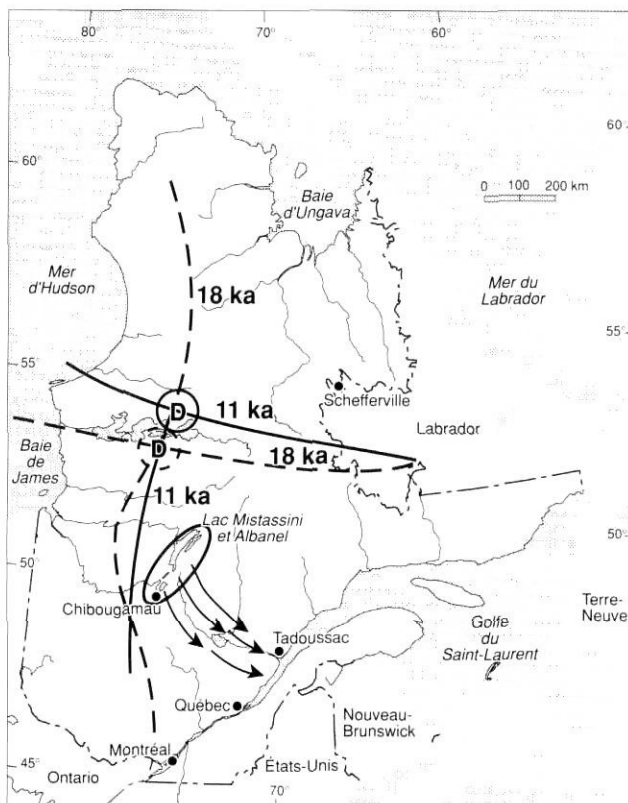 80°
70°
60°
60°
Baie
d'Ungava
0 100 200 km
Mer
d'Hudson
18 ka
Mer du
Labrador
55°
55°
Schefferville
D
11 ka
Labrador
D
18 ka
Baie
de
James
11 ka
Lac Mistassini
et Albanel
50°
50°
Chibougamau
Terre-
Neuve
Golfe
du
Saint-Laurent
Tadoussac
Québec
Nouveau-
Brunswick
Montréal
45°
Ontario
États-Unis
70°